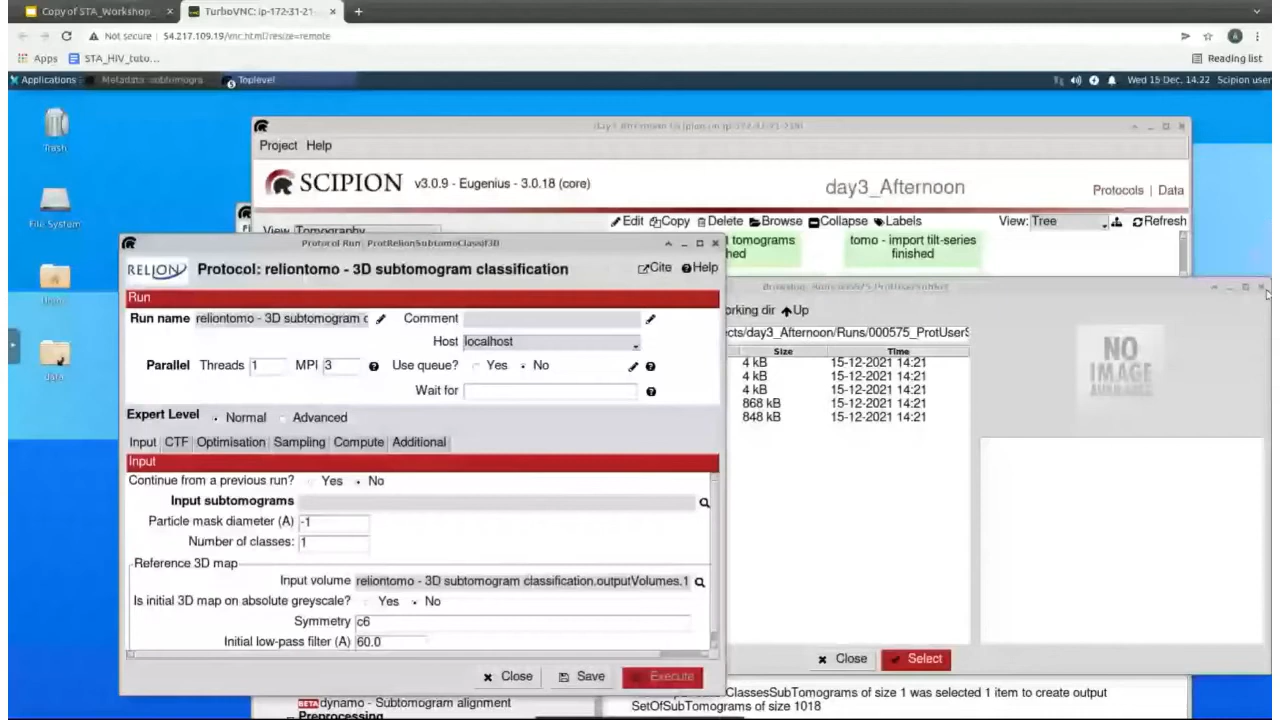 Copy of STA_Workshop
TurboVNC: ip-172-31-21-
Not secure | 54.217.109.19/vnc.html?resize=remote
Apps STA_HIV_tuto... Reading list
Applications Toplevel Wed 15 Dec, 14:22 Scipion user
Trash
File System
Project Help
SCIPION v3.0.9 - Eugenius - 3.0.18 (core) day3_Afternoon Protocols | Data
Edit Copy Delete Browse Collapse Labels View: Tree Refresh
View: Tomography
tomograms
tomo - import tilt-series
finished
Protocol Run: ProtRelionSubtomoClassif3D
RELION Protocol: reliontomo - 3D subtomogram classification Cite Help
Run
Run name reliontomo - 3D subtomogram c Comment
Host localhost
Parallel Threads 1 MPI 3 Use queue? Yes No
Wait for
Expert Level Normal Advanced
Input CTF Optimisation Sampling Compute Additional
Input
Continue from a previous run? Yes No
Input subtomograms
Particle mask diameter (A) -1
Number of classes: 1
Reference 3D map
Input volume reliontomo - 3D subtomogram classification.outputVolumes.1
Is initial 3D map on absolute greyscale? Yes No
Symmetry c6
Initial low-pass filter (A) 60.0
Close Save Execute
orking dir Up
cts/day3_Afternoon/Runs/000575_ProtUserS
Size Time
4 kB 15-12-2021 14:21
4 kB 15-12-2021 14:21
4 kB 15-12-2021 14:21
868 kB 15-12-2021 14:21
848 kB 15-12-2021 14:21
NO
IMAGE
AVAILABLE
Close Select
BETA dynamo - Subtomogram alignment
Preprocessing
ClassesSubTomograms of size 1 was selected 1 item to create output
SetOfSubTomograms of size 1018